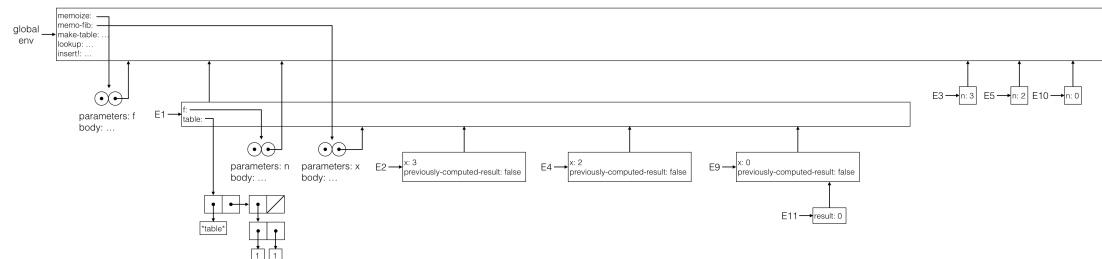 memoize:
memo-fib:
make-table: …
lookup: …
insert!: …
global
env
E3
n: 3
E5
n: 2
E10
n: 0
parameters: f
body: …
E1
f:
table:
parameters: n
body: …
parameters: x
body: …
E2
x: 3
previously-computed-result: false
E4
x: 2
previously-computed-result: false
E9
x: 0
previously-computed-result: false
E11
result: 0
*table*
1
1